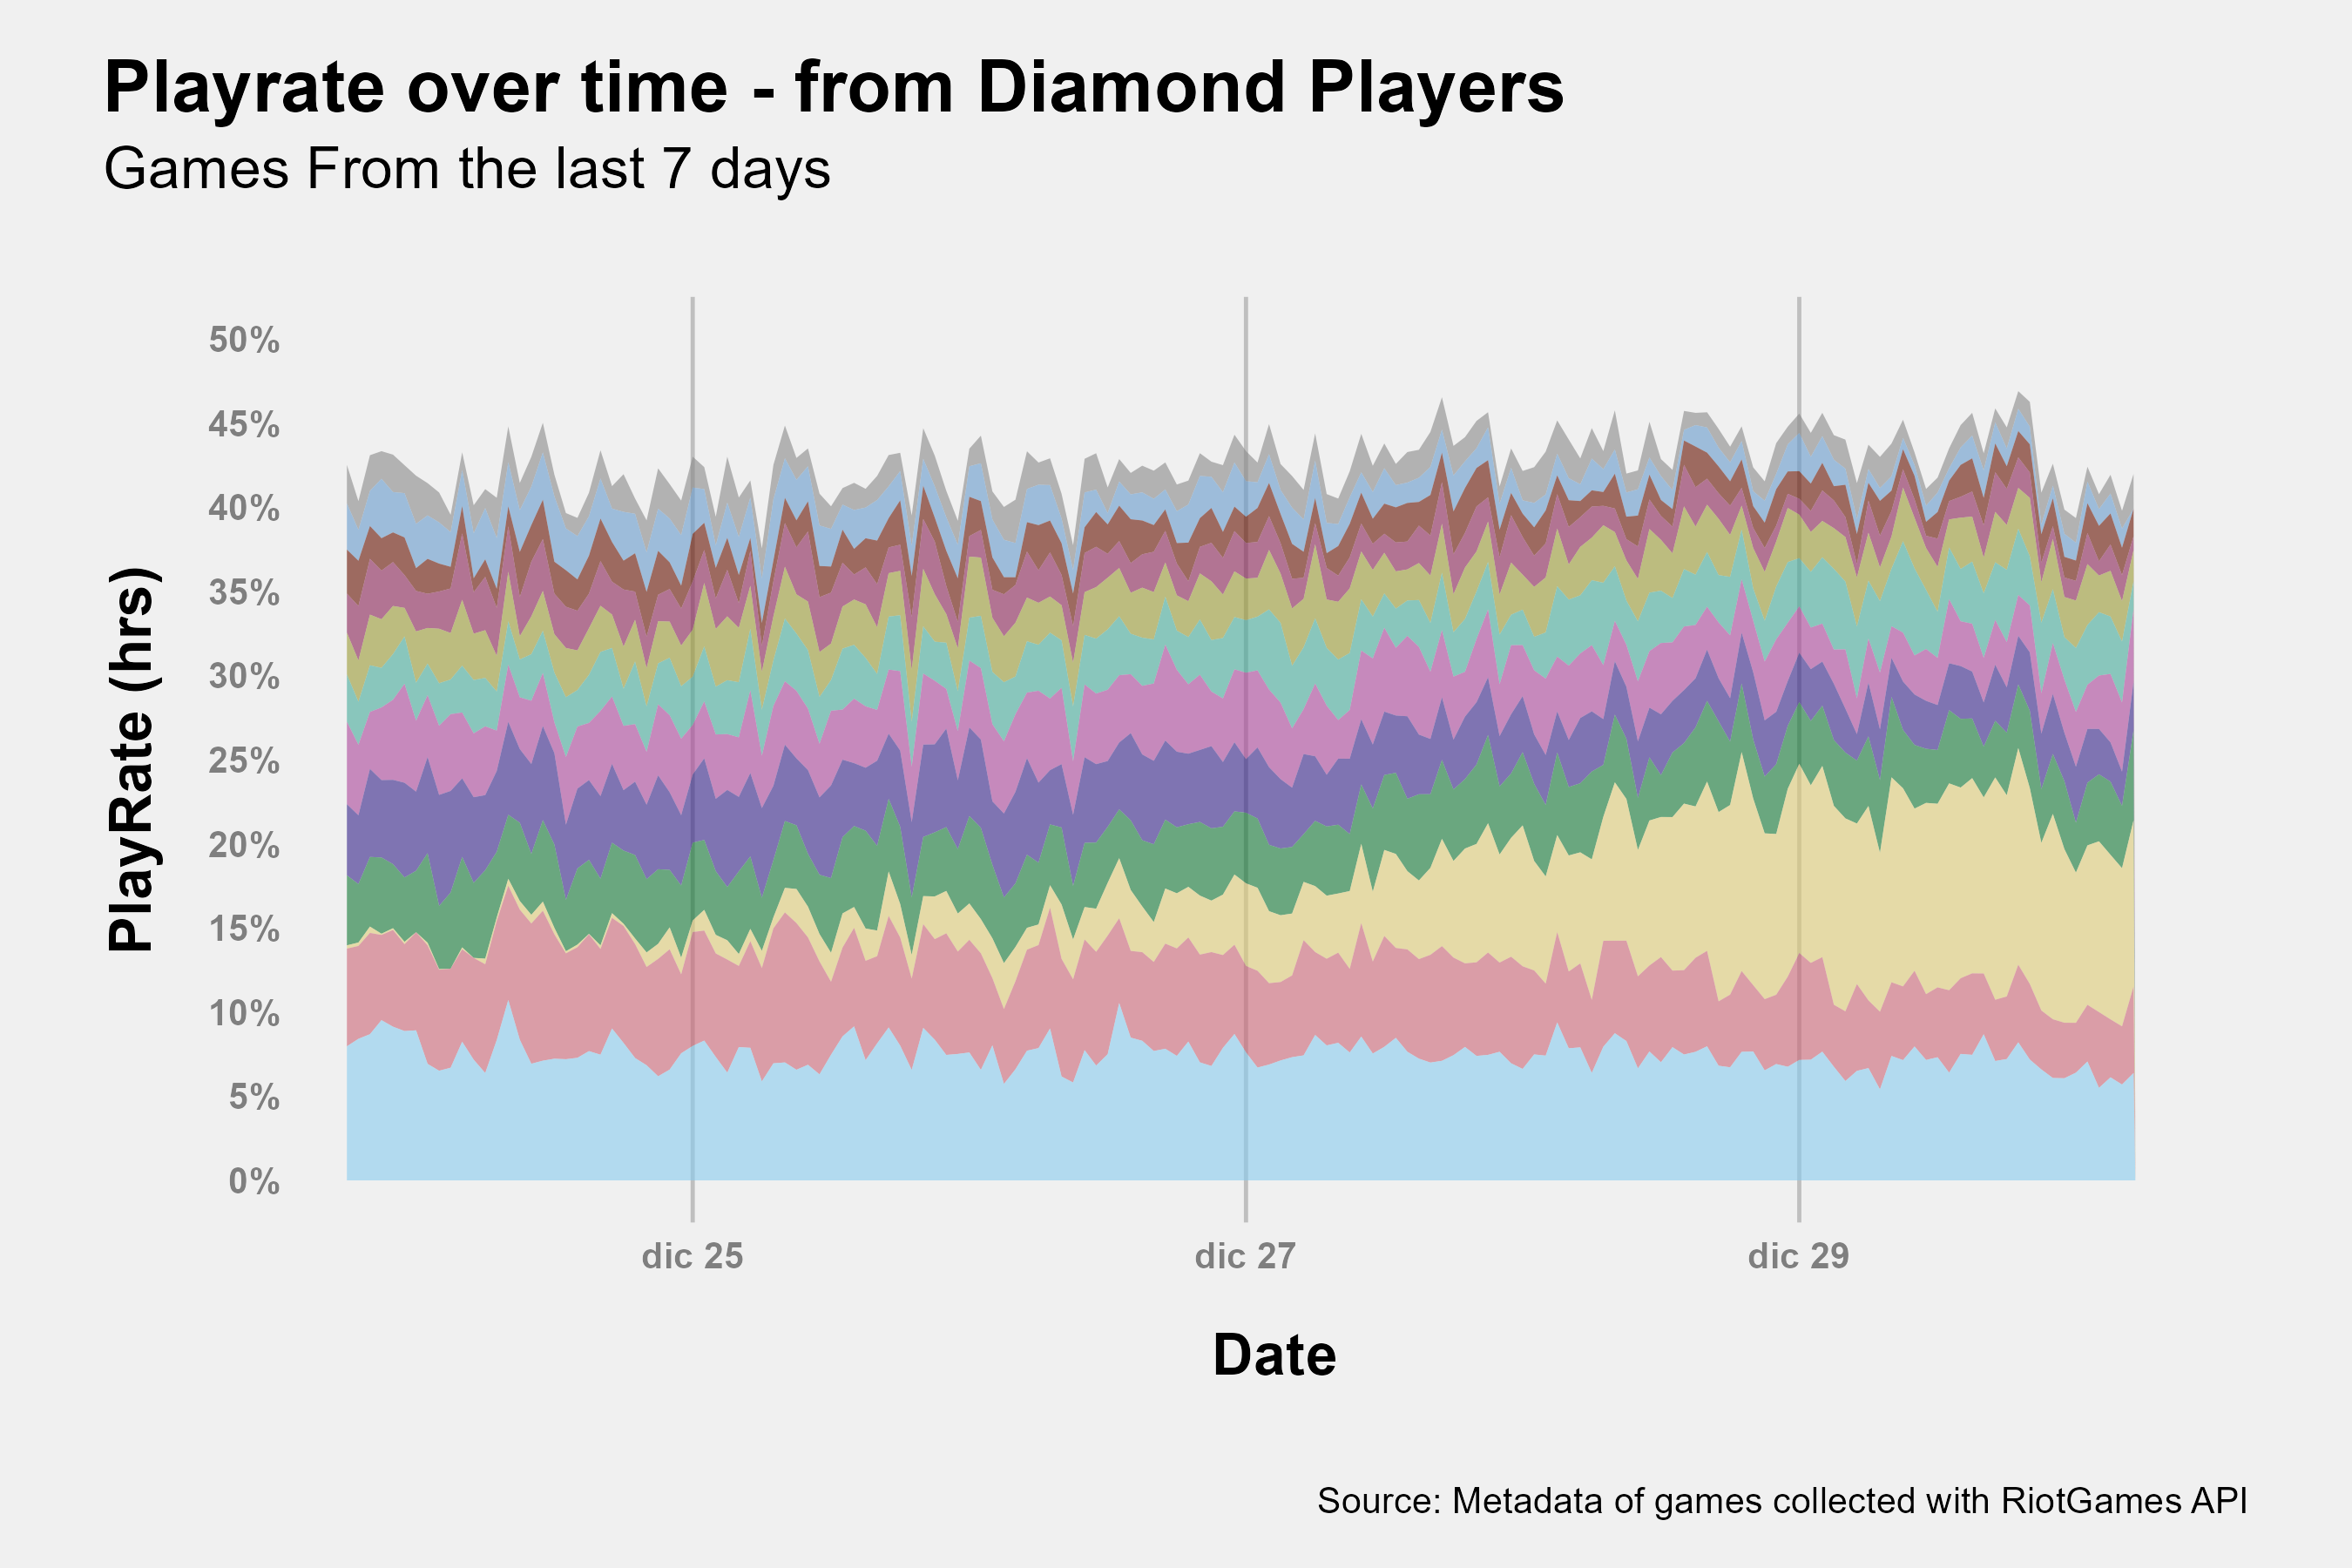 Playrate over time - from Diamond Players
Games From the last 7 days
PlayRate (hrs)
50%
45%
40%
35%
30%
25%
20%
15%
10%
5%
0%
dic 25
dic 27
dic 29
Date
Source: Metadata of games collected with RiotGames API